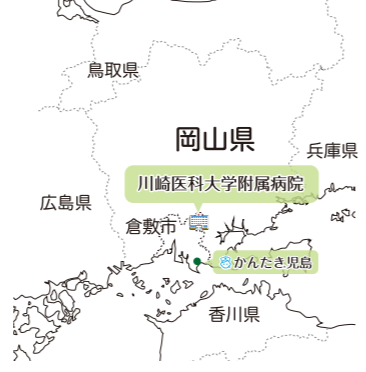 鳥取県
岡山県
兵庫県
川崎医科大学附属病院
広島県
倉敷市
かんたき児島
香川県